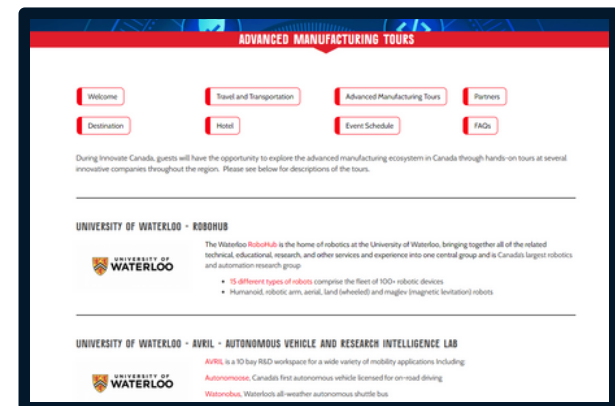 ADVANCED MANUFACTURING TOURS
Welcome
Travel and Transportation
Advanced Manufacturing Tours
Partners
Destination
Hotel
Event Schedule
FAQs
During Innovate Canada, guests will have the opportunity to explore the advanced manufacturing ecosystem in Canada through hands-on tours at several
innovative companies throughout the region. Please see below for descriptions of the tours.
UNIVERSITY OF WATERLOO - ROBOHUB
UNIVERSITY OF
WATERLOO
The Waterloo RoboHub is the home of robotics at the University of Waterloo, bringing together all of the related
technical, educational, research, and other services and experience into one central group and is Canada's largest robotics
and automation research group
• 15 different types of robots comprise the fleet of 100+ robotic devices
• Humanoid, robotic arm, aerial, land (wheeled) and maglev (magnetic levitation) robots
UNIVERSITY OF WATERLOO - AVRIL - AUTONOMOUS VEHICLE AND RESEARCH INTELLIGENCE LAB
UNIVERSITY OF
WATERLOO
AVRIL is a 10 bay R&D workspace for a wide variety of mobility applications including:
Autonomoose, Canada's first autonomous vehicle licensed for on-road driving
Watonobus, Waterloo's all-weather autonomous shuttle bus